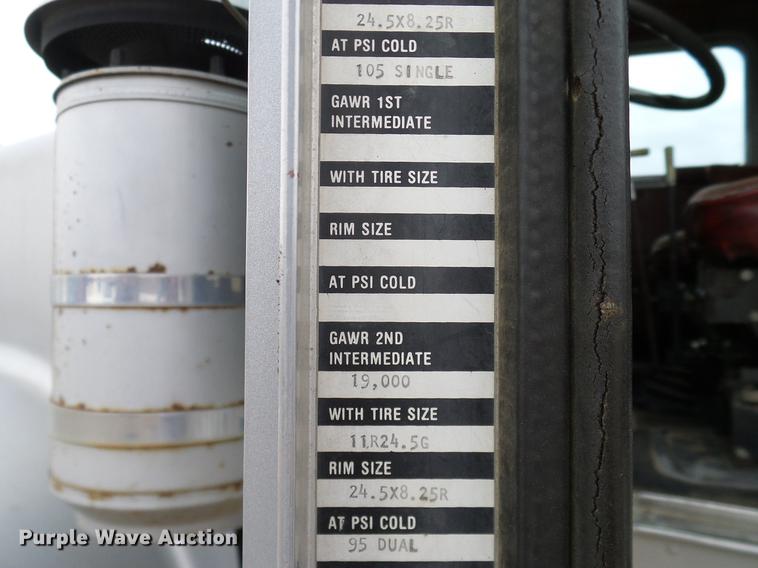 24.5X8.25R
AT PSI COLD
105 SINGLE
GAWR 1ST
INTERMEDIATE
WITH TIRE SIZE
RIM SIZE
AT PSI COLD
GAWR 2ND
INTERMEDIATE
19,000
WITH TIRE SIZE
11R24.5G
RIM SIZE
24.5X8.25R
AT PSI COLD
95 DUAL
Purple Wave Auction®